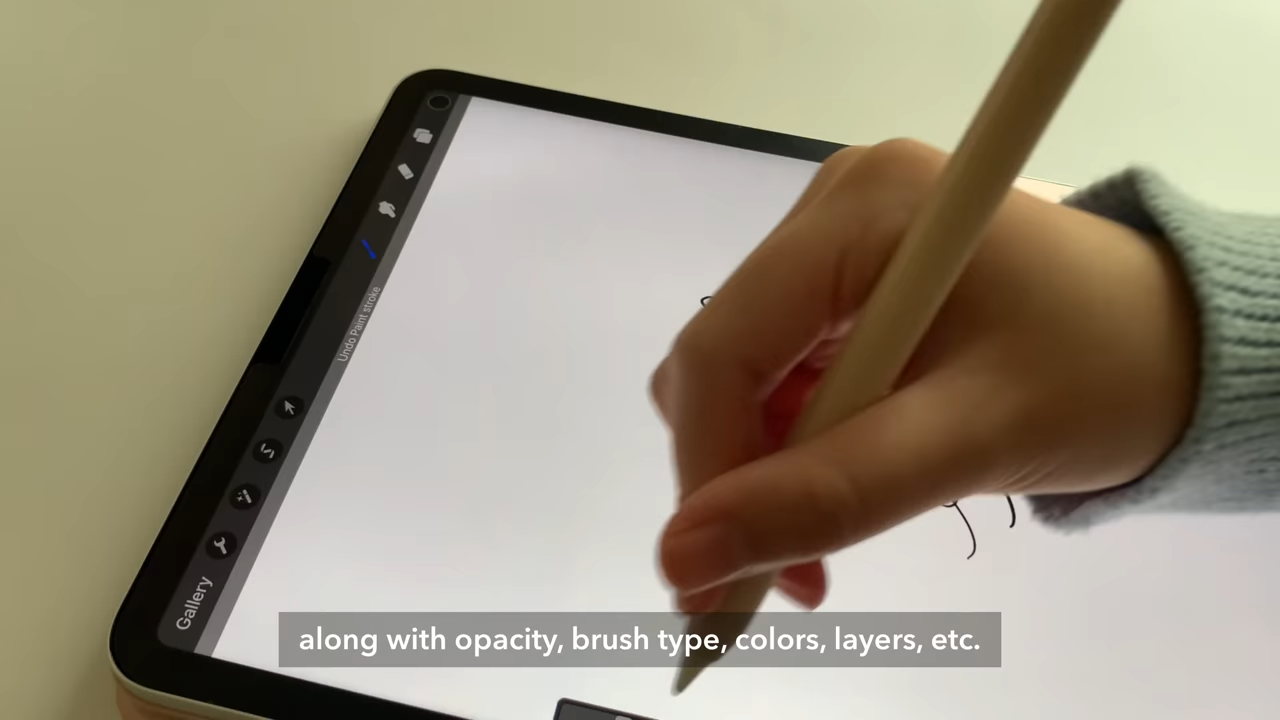 Undo Paint stroke
Gallery
along with opacity, brush type, colors, layers, etc.